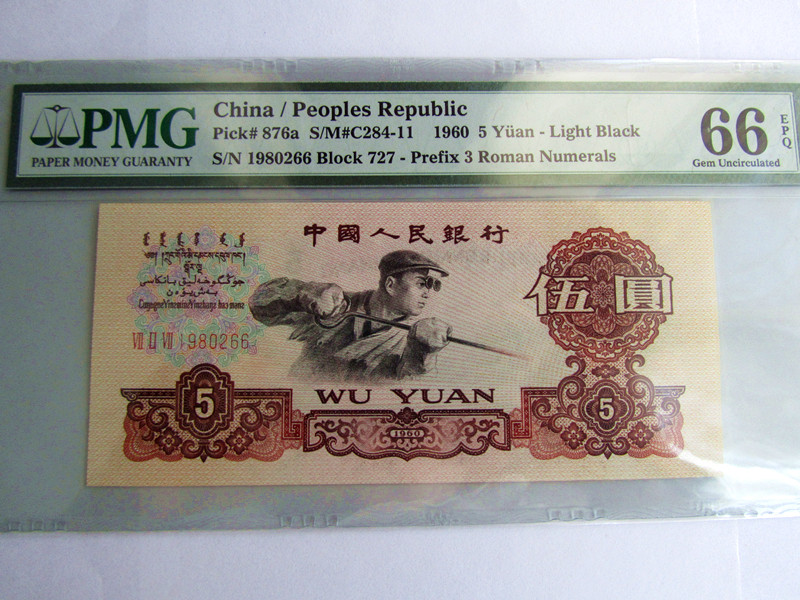 PMG
PAPER MONEY GUARANTY
China / Peoples Republic
Pick# 876a S/M#C284-11 1960 5 Yüan - Light Black
S/N 1980266 Block 727 - Prefix 3 Roman Numerals
66 EPQ
Gem Uncirculated
中國人民銀行
伍圓
VII II VII 1980266
WU YUAN
5
1960
5